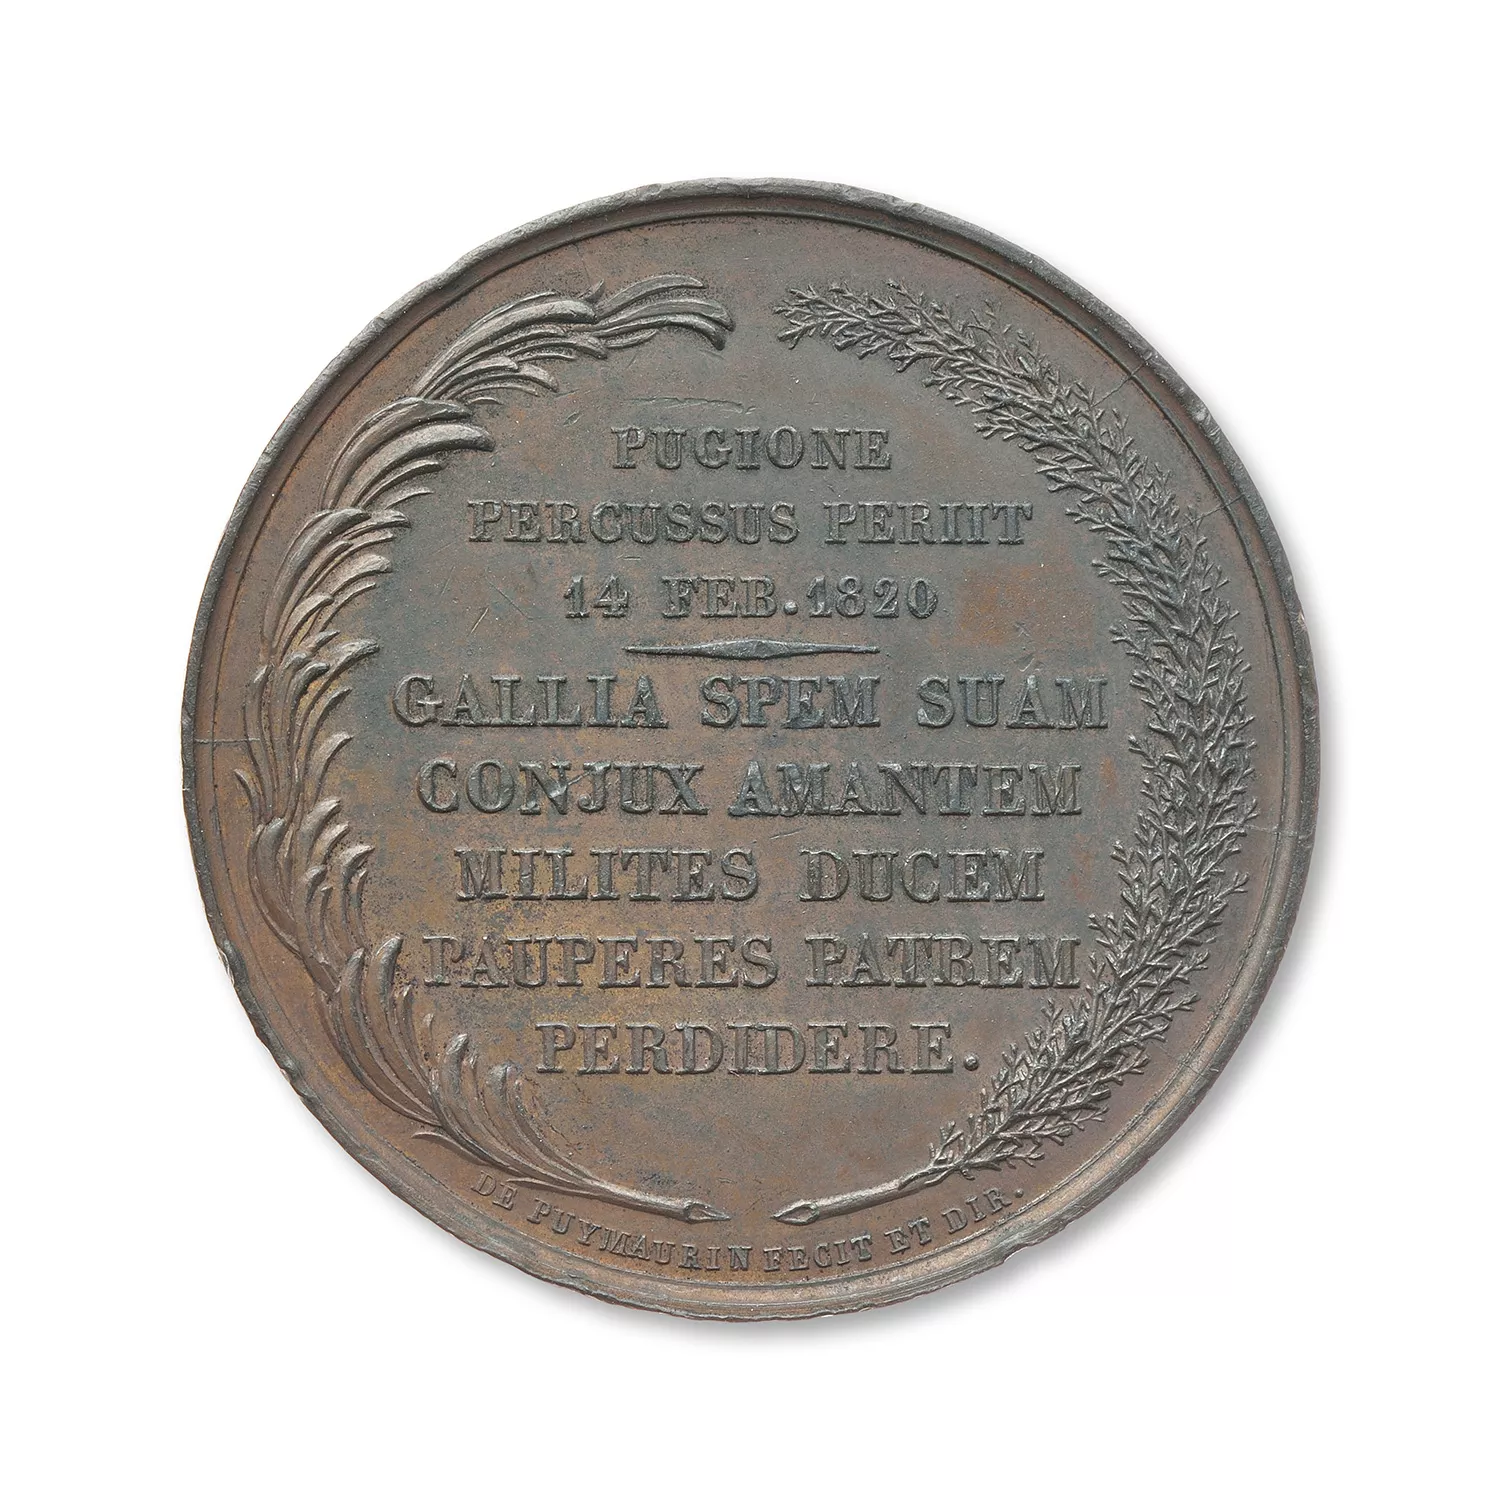 PUGIONE
PERCUSSUS PERIIT
14 FEB. 1820
GALLIA SPEM SUAM
CONJUX AMANTEM
MILITES DUCEM
PAUPERES PATREM
PERDIDERE.
DE PUYMAURIN FECIT ET DIR.